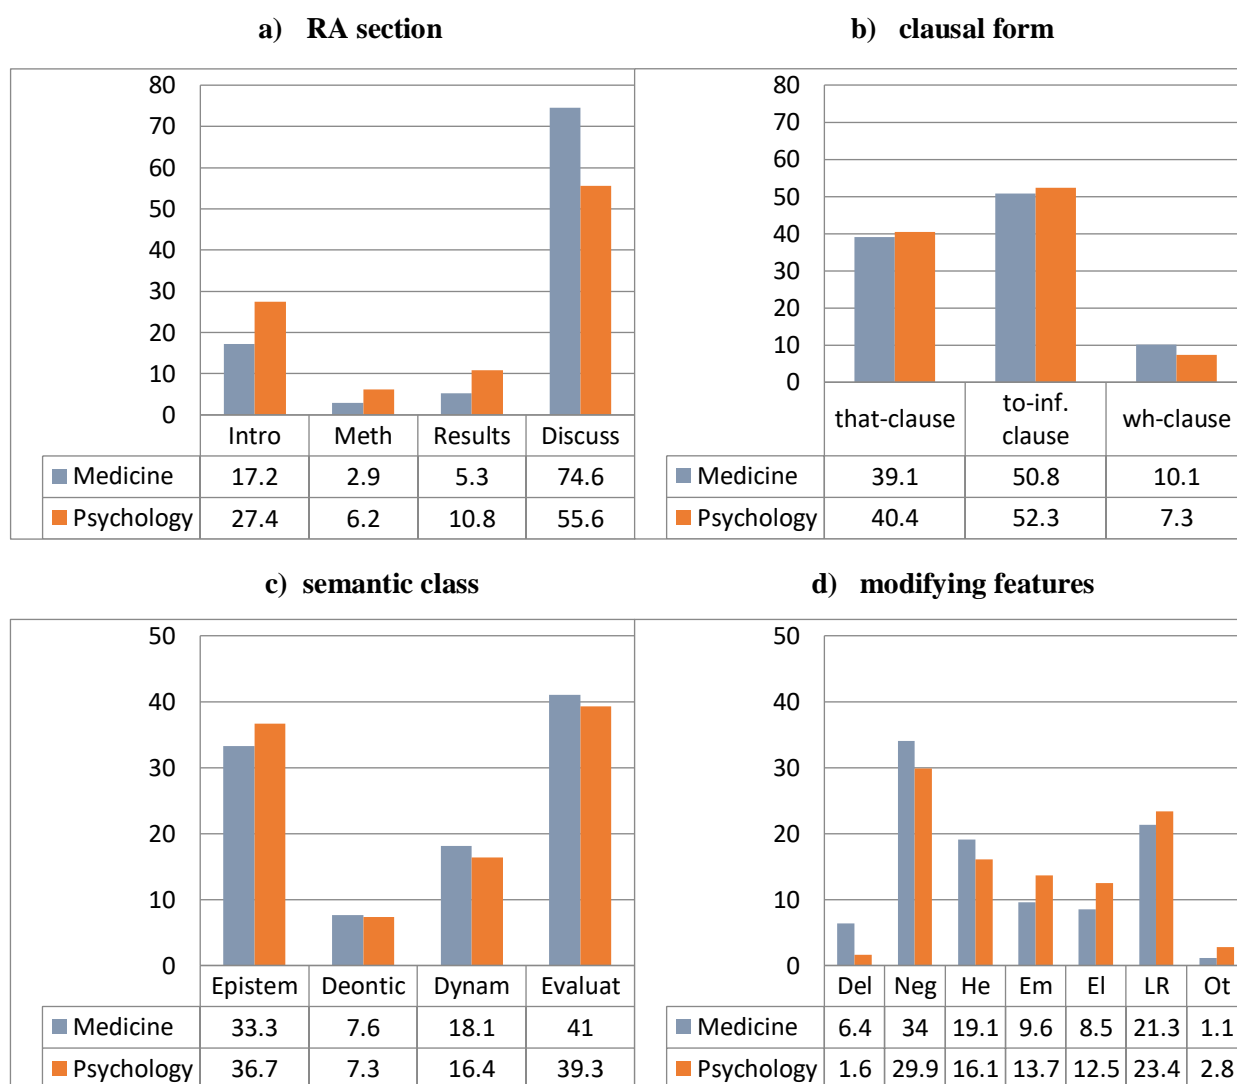 a) RA section
80
70
60
50
40
30
20
10
0
Intro Meth Results Discuss
Medicine 17.2 2.9 5.3 74.6
Psychology 27.4 6.2 10.8 55.6
b) clausal form
80
70
60
50
40
30
20
10
0
that-clause to-inf. clause wh-clause
Medicine 39.1 50.8 10.1
Psychology 40.4 52.3 7.3
c) semantic class
50
40
30
20
10
0
Epistem Deontic Dynam Evaluat
Medicine 33.3 7.6 18.1 41
Psychology 36.7 7.3 16.4 39.3
d) modifying features
50
40
30
20
10
0
Del Neg He Em El LR Ot
Medicine 6.4 34 19.1 9.6 8.5 21.3 1.1
Psychology 1.6 29.9 16.1 13.7 12.5 23.4 2.8